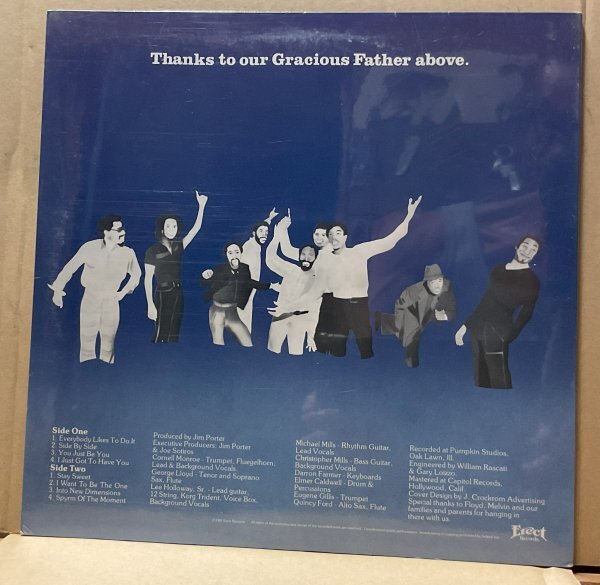 Thanks to our Gracious Father above.
Side One
1. Everybody Likes To Do It
2. Side By Side
3. You Just Be You
4. I Just Got To Have You
Side Two
1. Stay Sweet
2. I Want To Be The One
3. Into New Dimensions
4. Spyrm Of The Moment
Produced by Jim Porter
Executive Producers: Jim Porter
& Joe Sotiros
Cornell Monroe - Trumpet, Fluegelhorn,
Lead & Background Vocals.
George Lloyd - Tenor and Soprano
Sax, Flute
Lee Holloway, Sr. - Lead guitar,
12 String, Korg Trident, Voice Box,
Background Vocals
Michael Mills - Rhythm Guitar,
Lead Vocals
Christopher Mills - Bass Guitar,
Background Vocals
Darron Farmer - Keyboards
Elmer Caldwell - Drum &
Percussions
Eugene Gills - Trumpet
Quincy Ford - Alto Sax, Flute
Recorded at Pumpkin Studios,
Oak Lawn, Ill.
Engineered by William Rascati
& Gary Loizzo.
Mastered at Capitol Records,
Hollywood, Calif
Cover Design by J. Crockrom Advertising
Special thanks to Floyd, Melvin and our
families and parents for hanging in
there with us.
Erect
Records